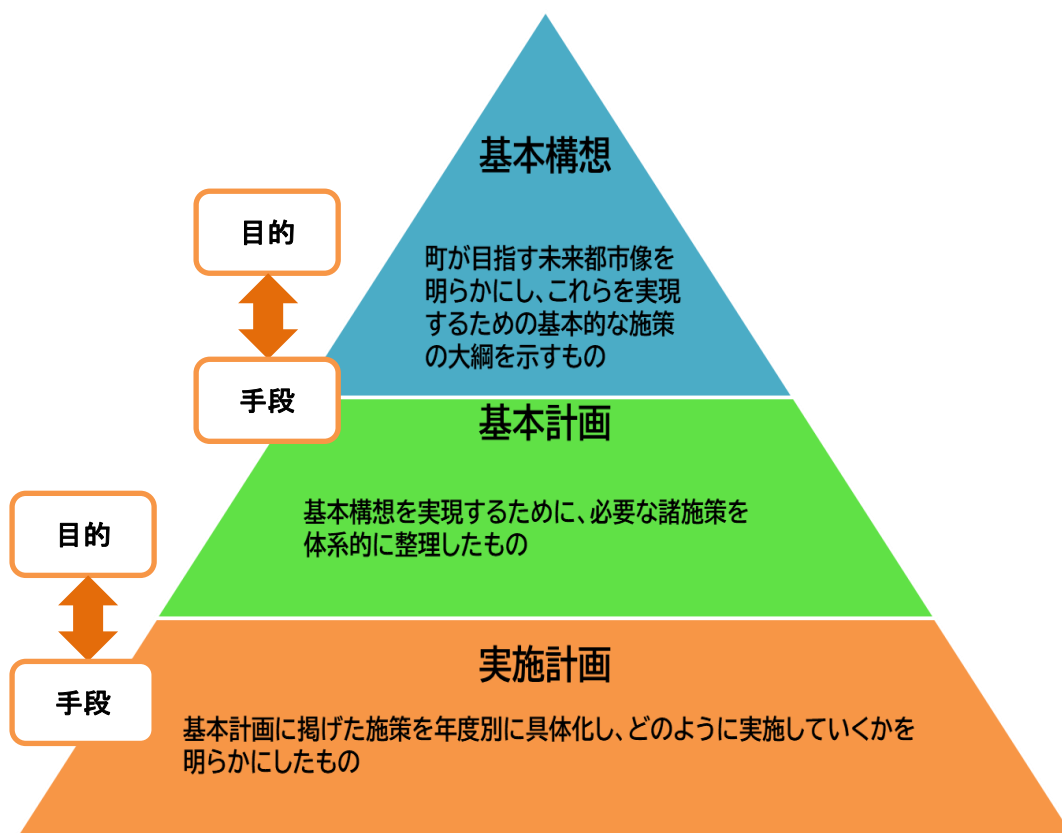 基本構想
目的
町が目指す未来都市像を
明らかにし、これらを実現
するための基本的な施策
の大綱を示すもの
手段
基本計画
基本構想を実現するために、必要な諸施策を
体系的に整理したもの
目的
実施計画
手段
基本計画に掲げた施策を年度別に具体化し、どのように実施していくかを
明らかにしたもの